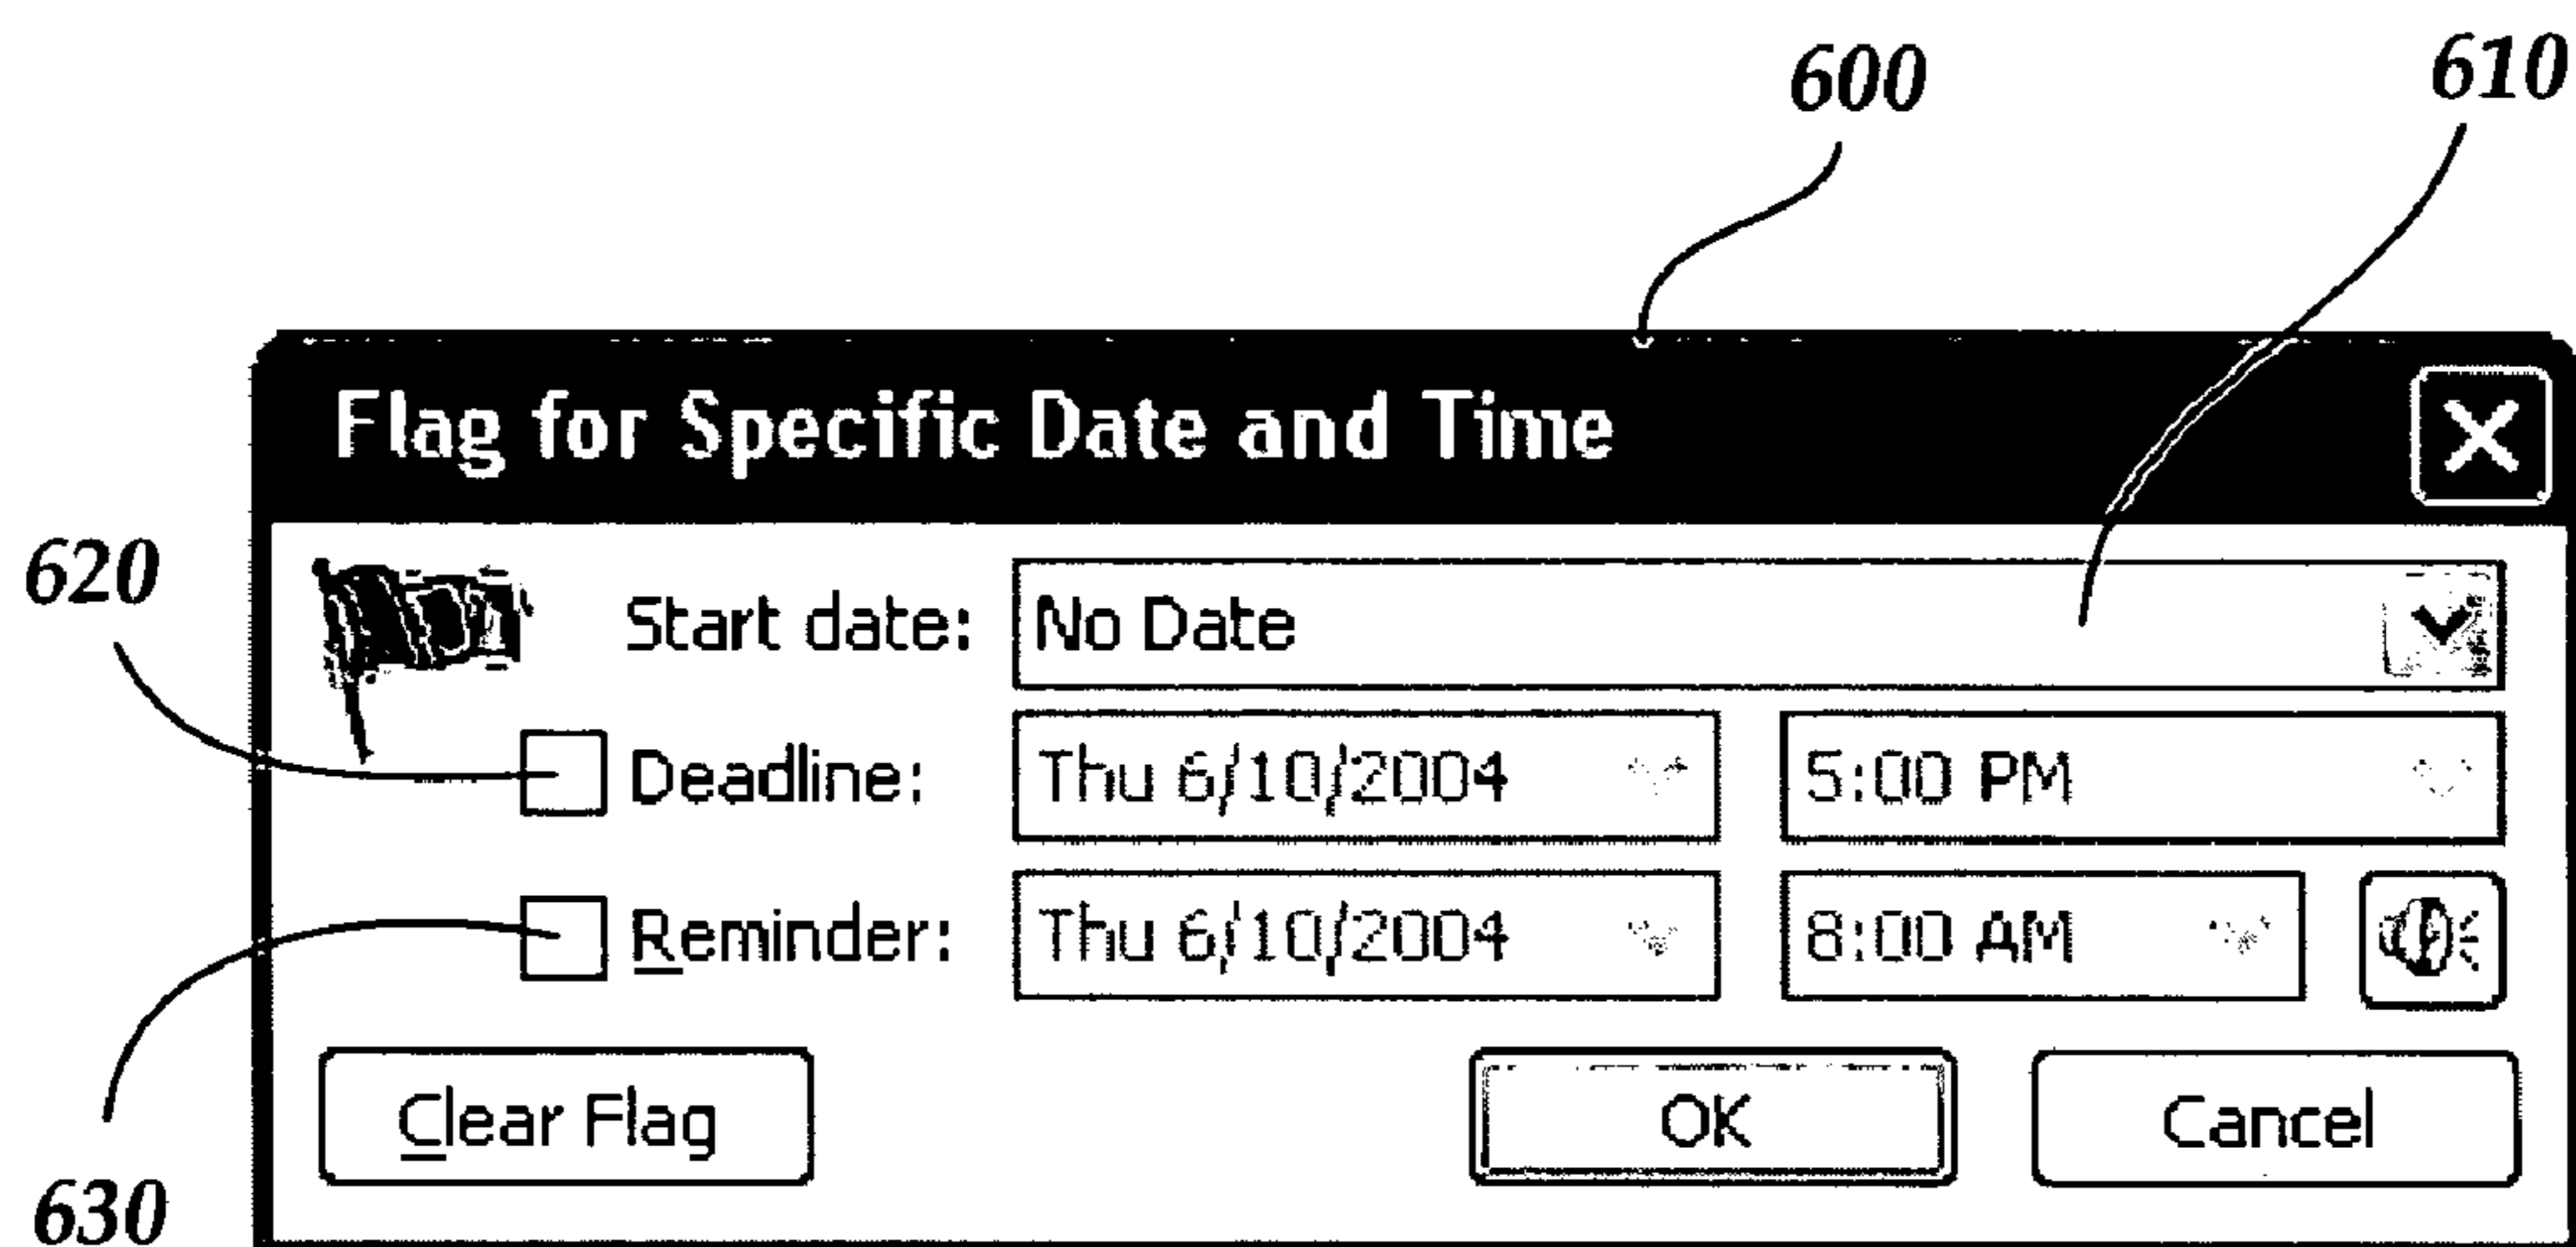 600 610
Flag for Specific Date and Time
620
Start date: No Date
Deadline: Thu 6/10/2004 5:00 PM
Reminder: Thu 6/10/2004 8:00 AM
Clear Flag OK Cancel
630